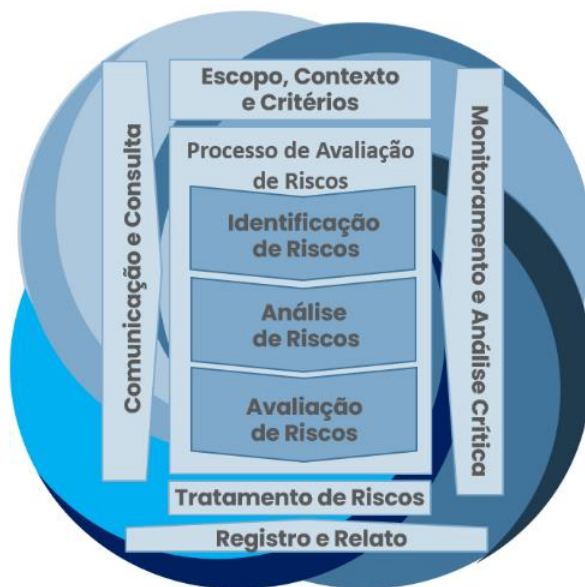 Escopo, Contexto
e Critérios
Comunicação e Consulta
Processo de Avaliação
de Riscos
Identificação
de Riscos
Análise
de Riscos
Avaliação
de Riscos
Monitoramento e Análise Crítica
Tratamento de Riscos
Registro e Relato